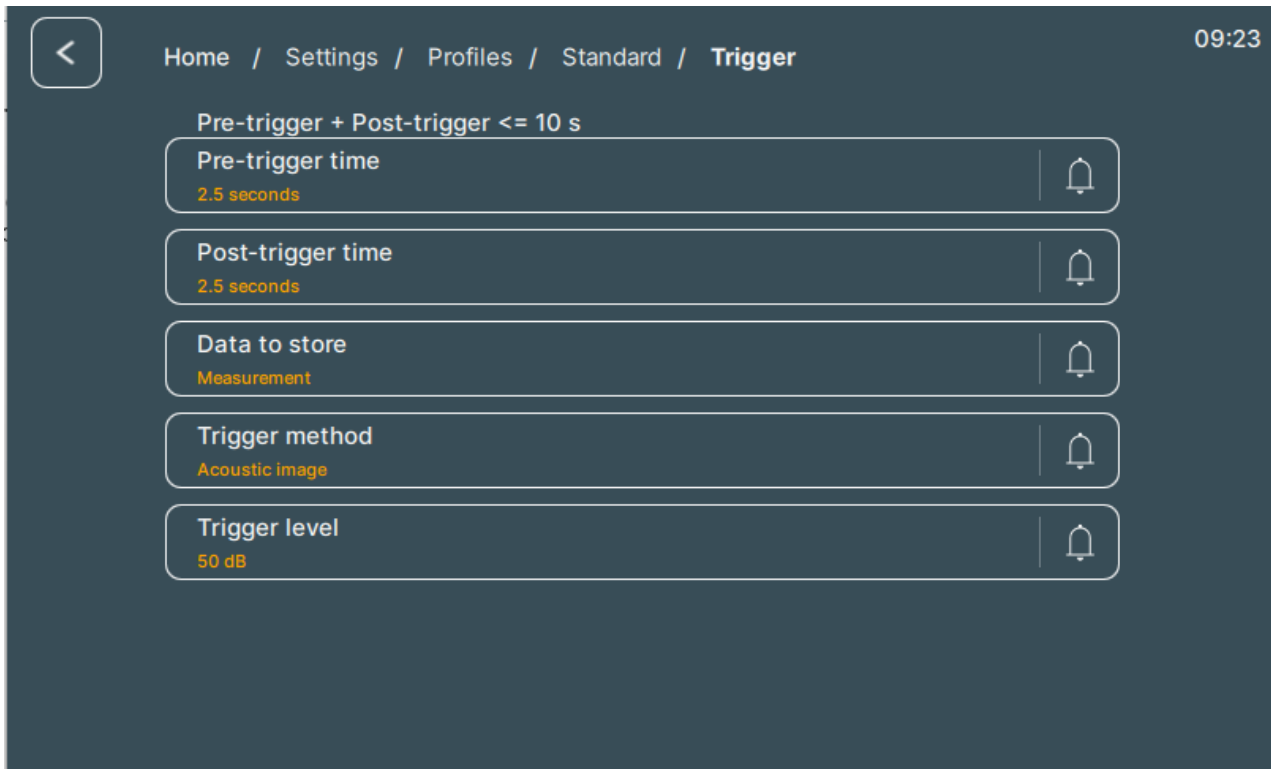 09:23
Home / Settings / Profiles / Standard / Trigger
Pre-trigger + Post-trigger <= 10 s
Pre-trigger time
2.5 seconds
Post-trigger time
2.5 seconds
Data to store
Measurement
Trigger method
Acoustic image
Trigger level
50 dB